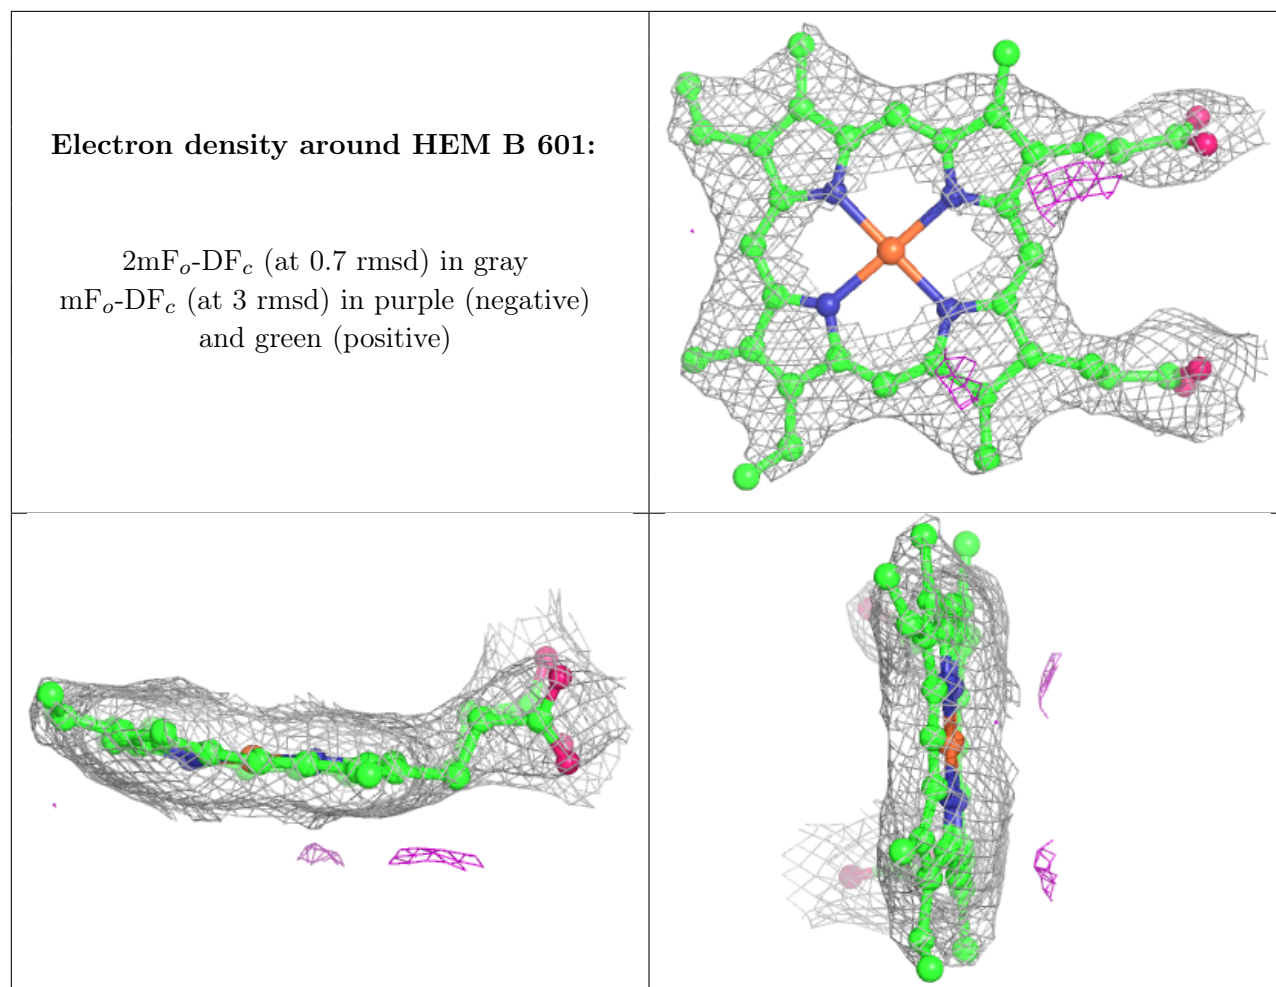 Electron density around HEM B 601:
2mFₒ-DF𝑐 (at 0.7 rmsd) in gray
mFₒ-DF𝑐 (at 3 rmsd) in purple (negative)
and green (positive)